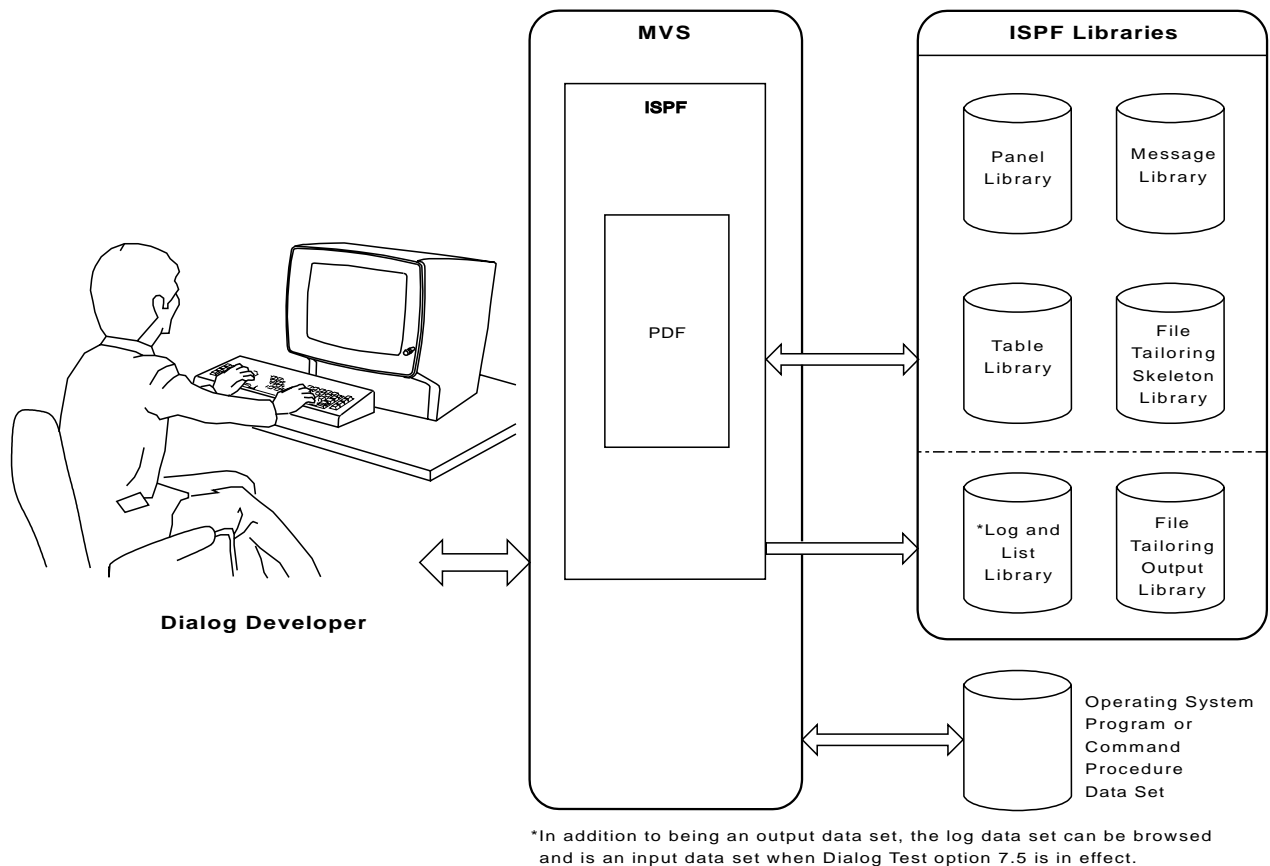 MVS
ISPF
PDF
Dialog Developer
ISPF Libraries
Panel
Library
Message
Library
Table
Library
File
Tailoring
Skeleton
Library
*Log and
List
Library
File
Tailoring
Output
Library
Operating System
Program or
Command
Procedure
Data Set
*In addition to being an output data set, the log data set can be browsed
and is an input data set when Dialog Test option 7.5 is in effect.